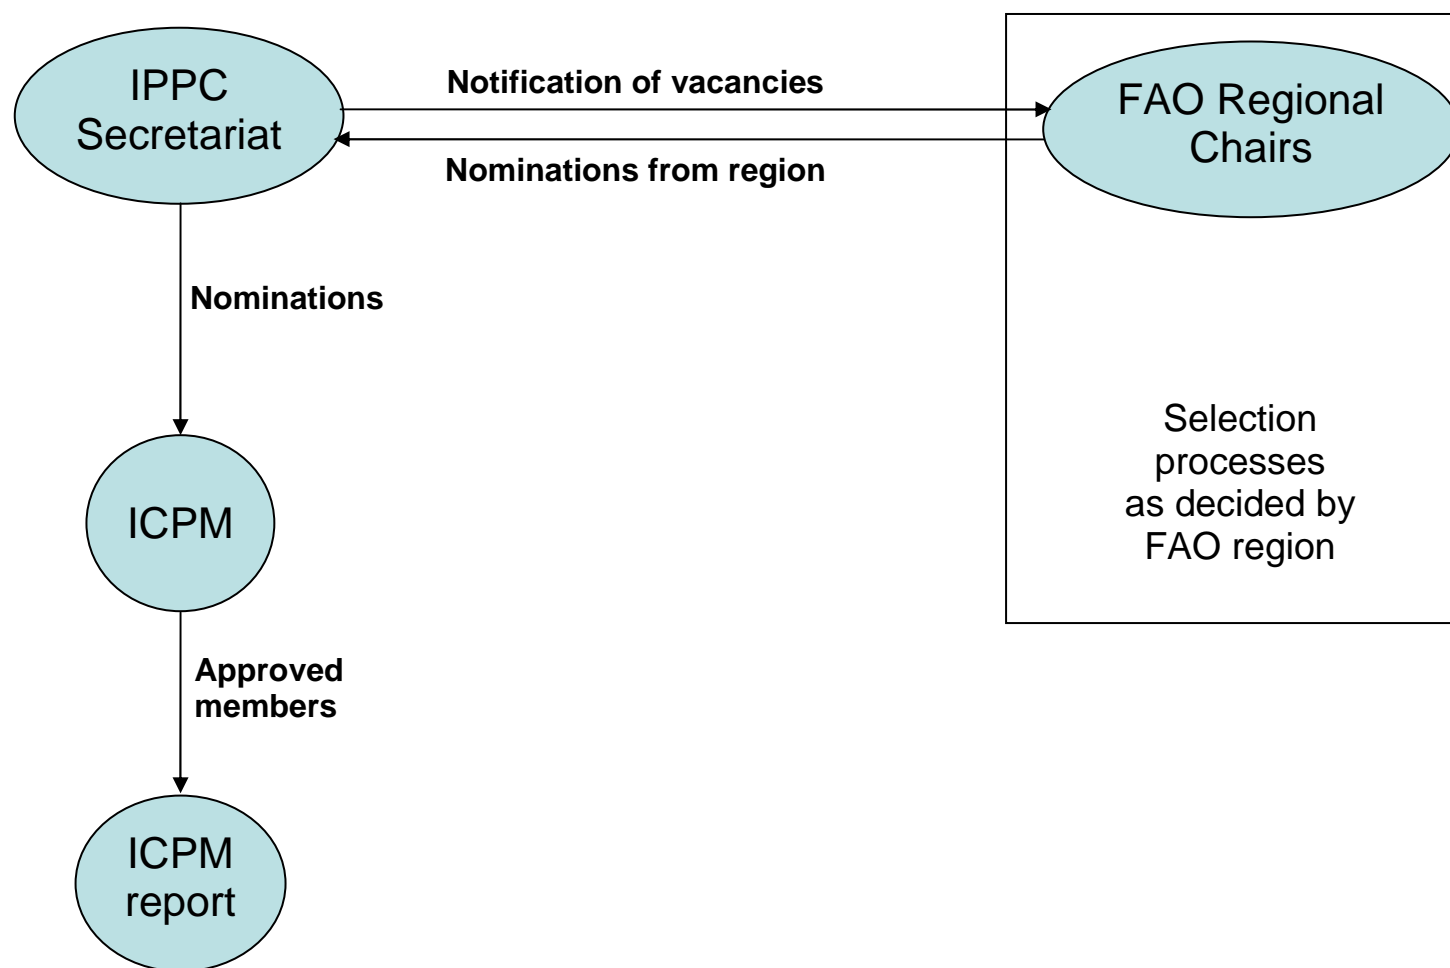 IPPC
Secretariat
Notification of vacancies
FAO Regional
Chairs
Nominations from region
Nominations
Selection
processes
as decided by
FAO region
ICPM
Approved
members
ICPM
report